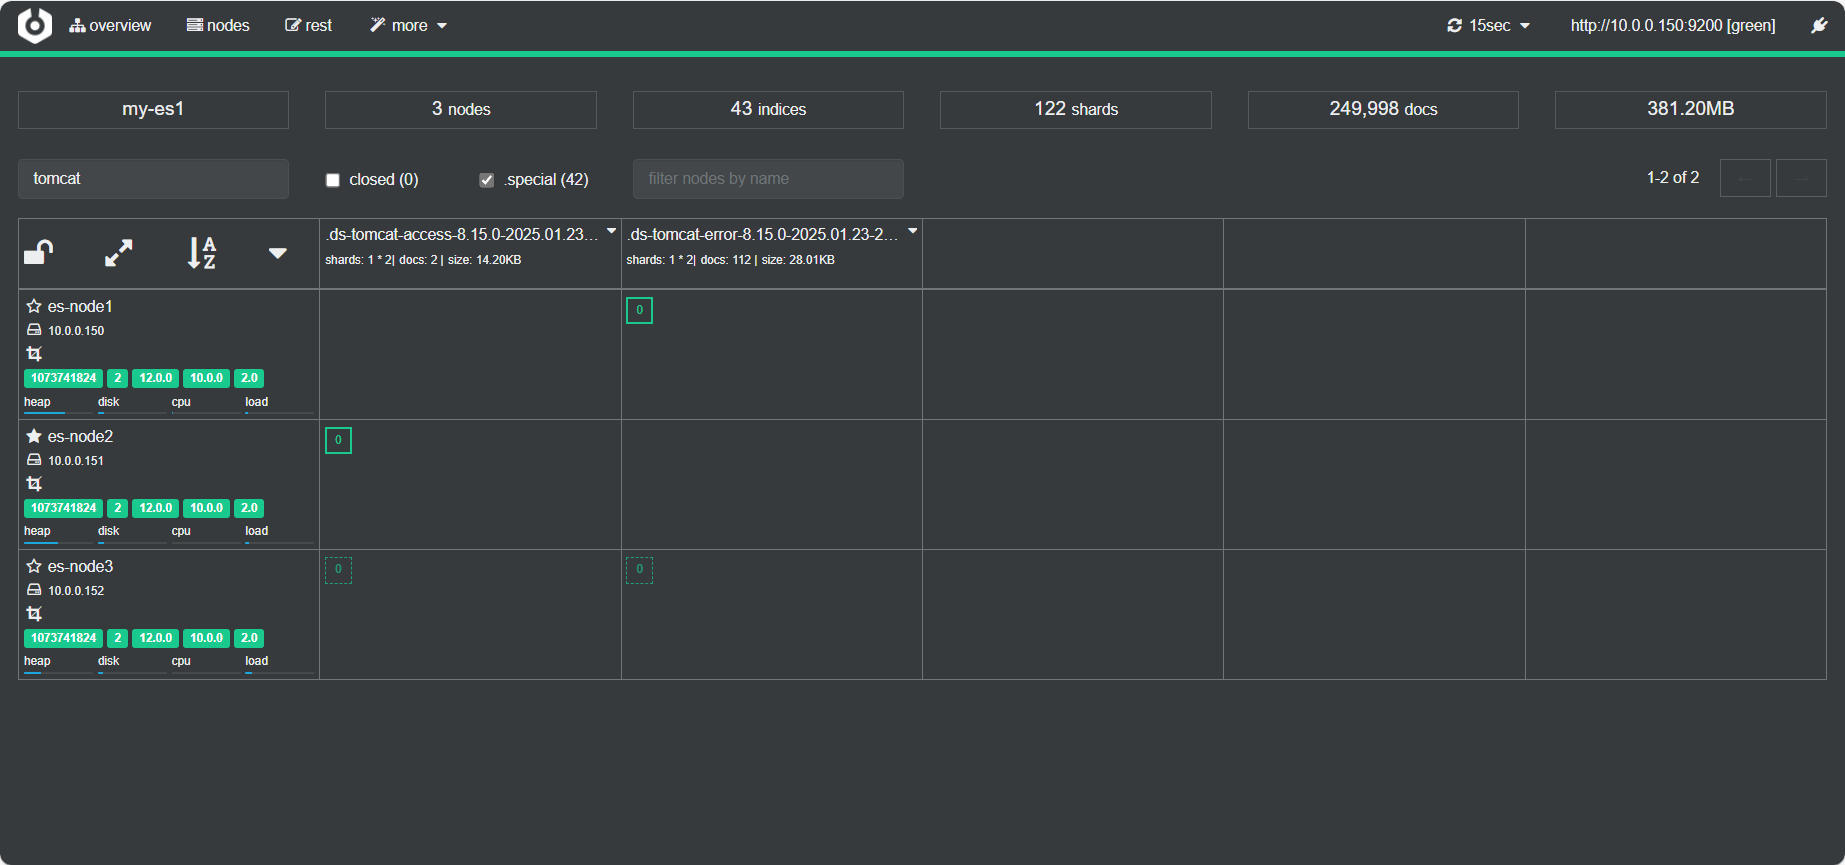 overview nodes rest more 15sec http://10.0.0.150:9200 [green]
my-es1 3 nodes 43 indices 122 shards 249,998 docs 381.20MB
tomcat closed (0) .special (42) filter nodes by name 1-2 of 2
.ds-tomcat-access-8.15.0-2025.01.23... .ds-tomcat-error-8.15.0-2025.01.23-2...
shards: 1 * 2| docs: 2 | size: 14.20KB shards: 1 * 2| docs: 112 | size: 28.01KB
es-node1 0
10.0.0.150
1073741824 2 12.0.0 10.0.0 2.0
heap disk cpu load
es-node2 0
10.0.0.151
1073741824 2 12.0.0 10.0.0 2.0
heap disk cpu load
es-node3 0 0
10.0.0.152
1073741824 2 12.0.0 10.0.0 2.0
heap disk cpu load